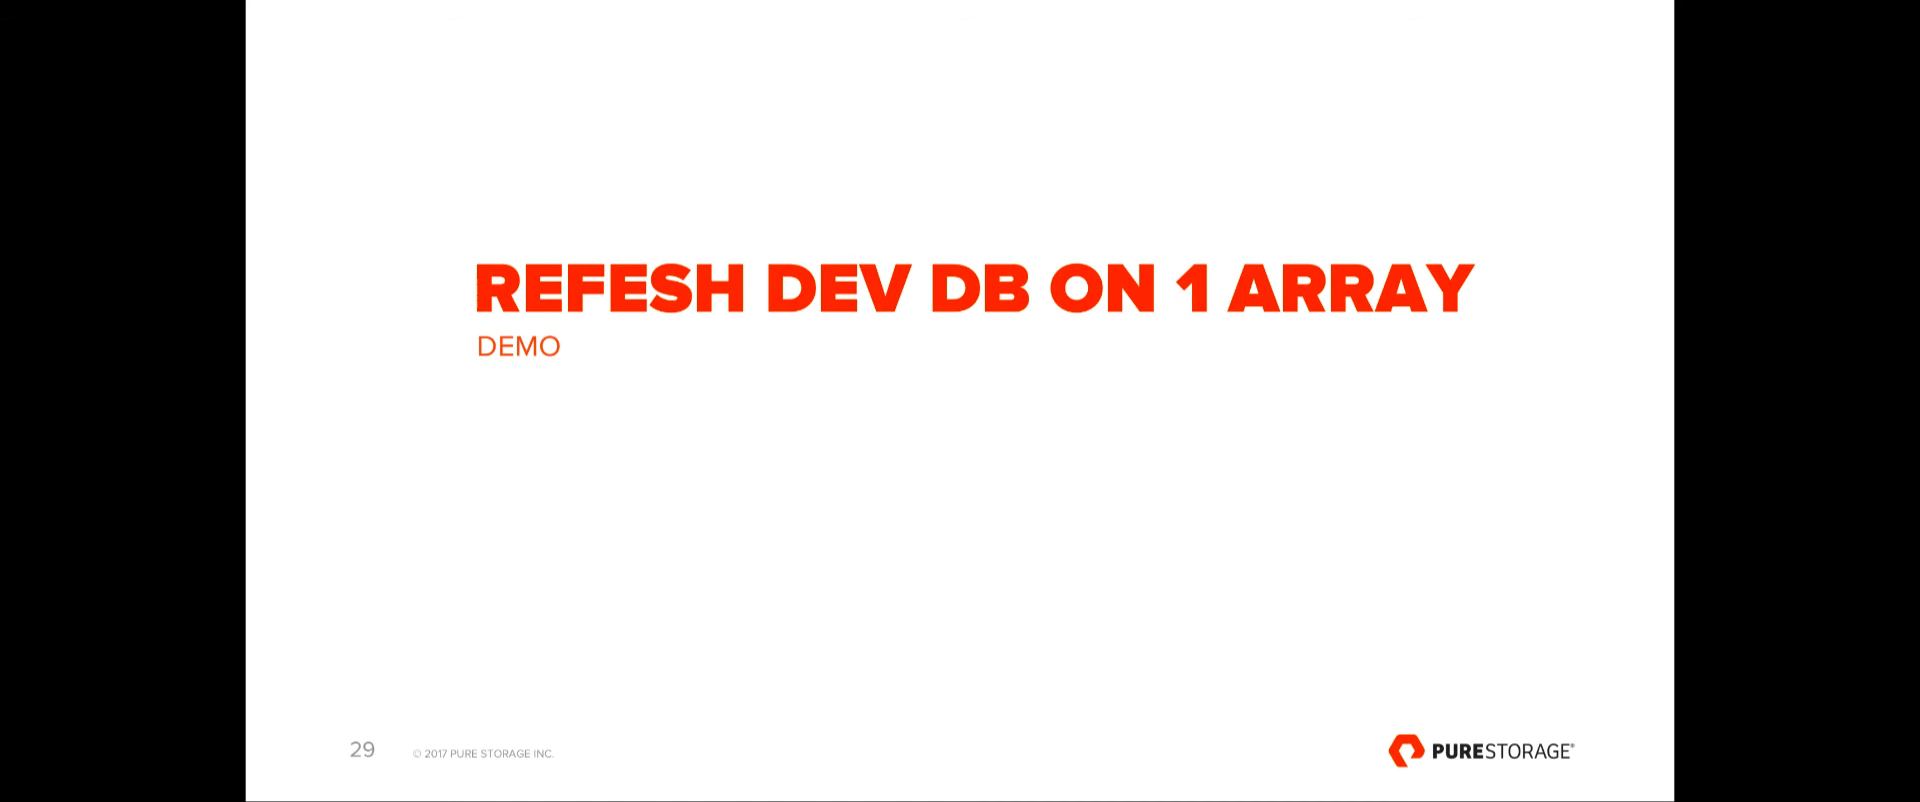 REFESH DEV DB ON 1 ARRAY
DEMO
29
© 2017 PURE STORAGE INC.
PURESTORAGE®